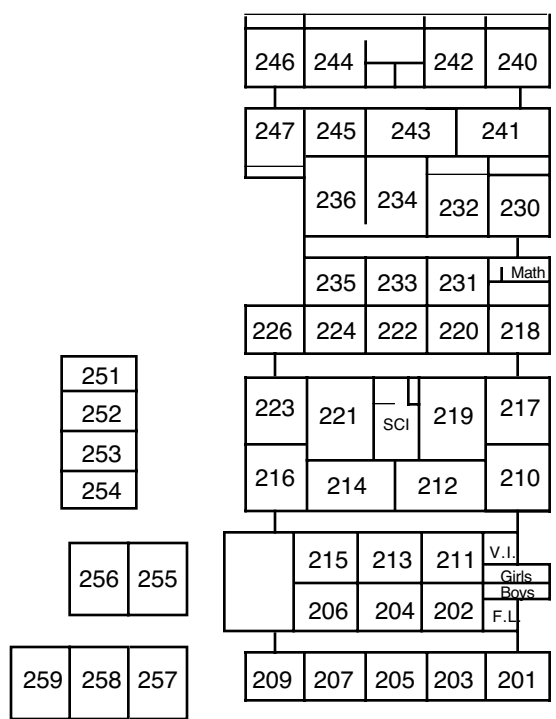 246 244 242 240
247 245 243 241
236 234 232 230
235 233 231 Math
226 224 222 220 218
251
252
253
254
223 221 SCI 219 217
216 214 212 210
256 255
215 213 211 V.I.
Girls
Boys
206 204 202 F.L.
259 258 257
209 207 205 203 201